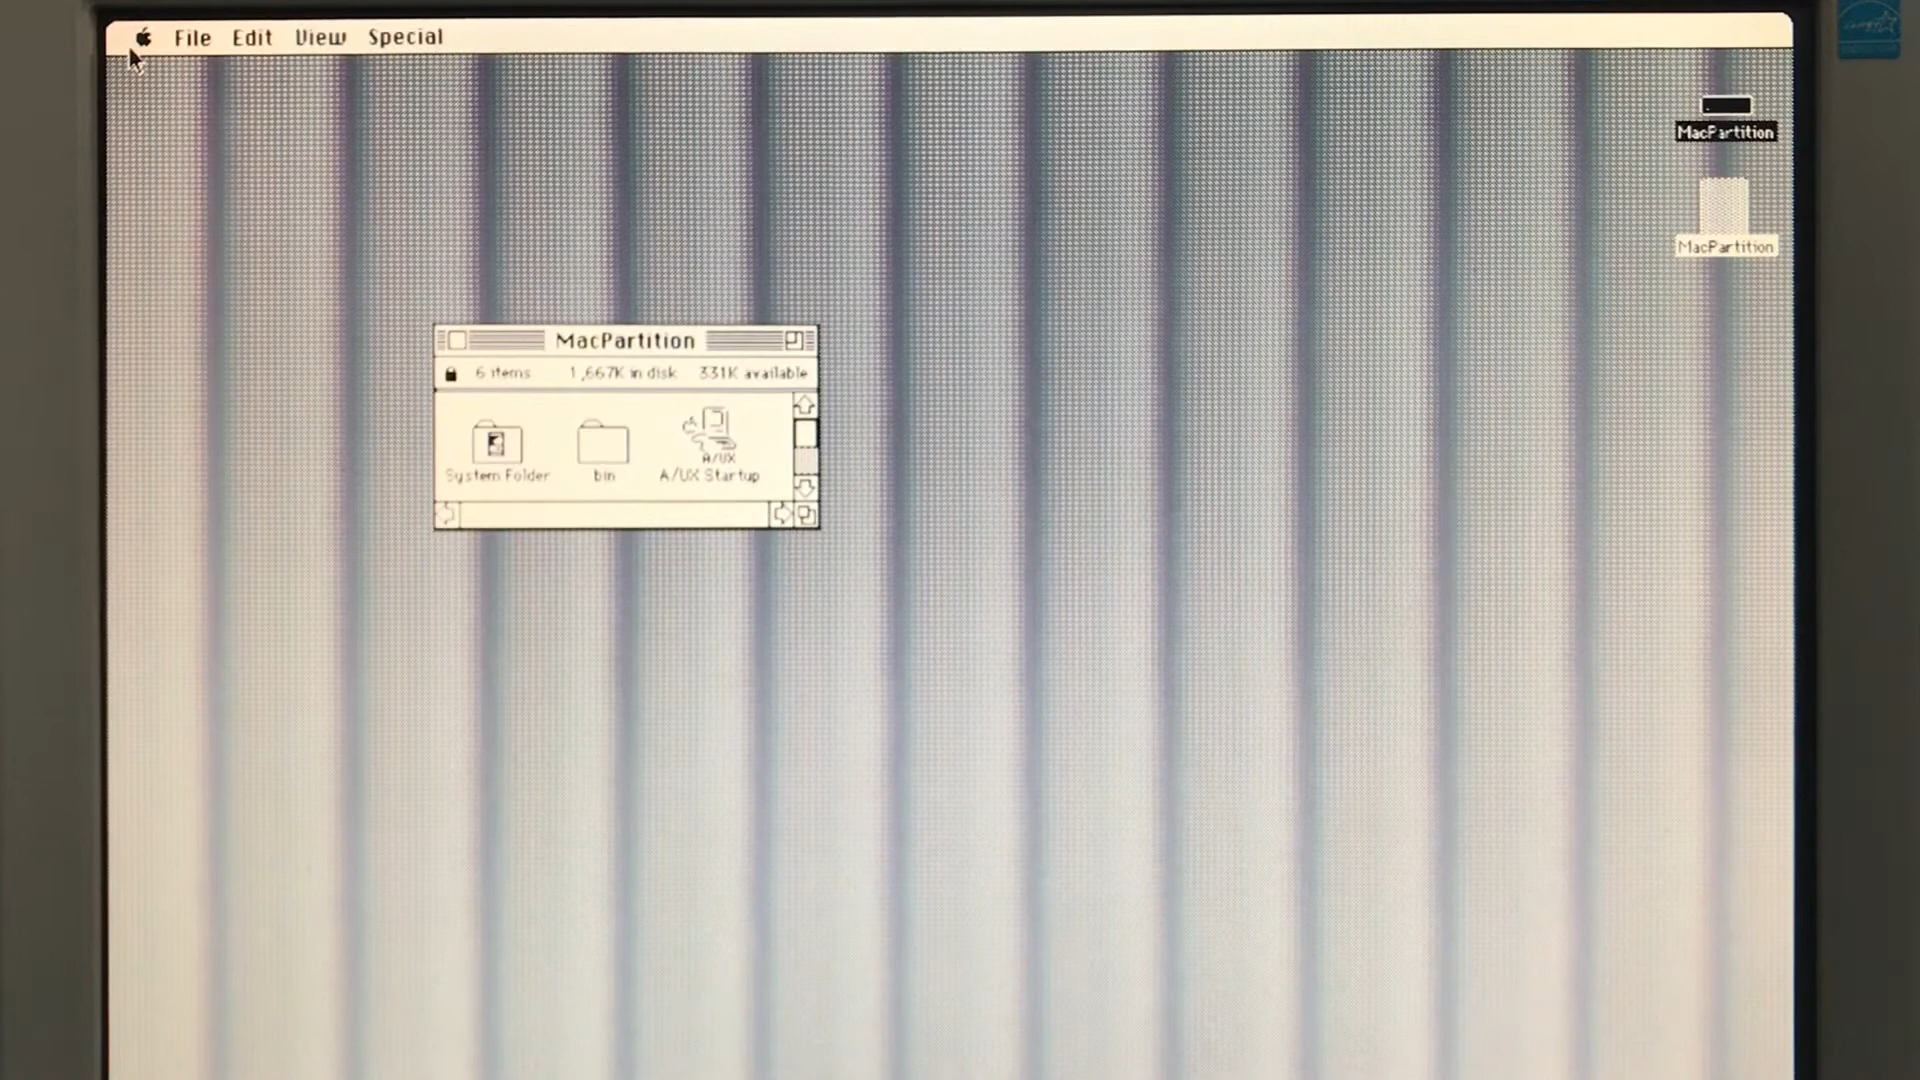 File Edit View Special
MacPartition
MacPartition
MacPartition
6 items 1,667K in disk 331K available
A/UX
System Folder bin A/UX Startup